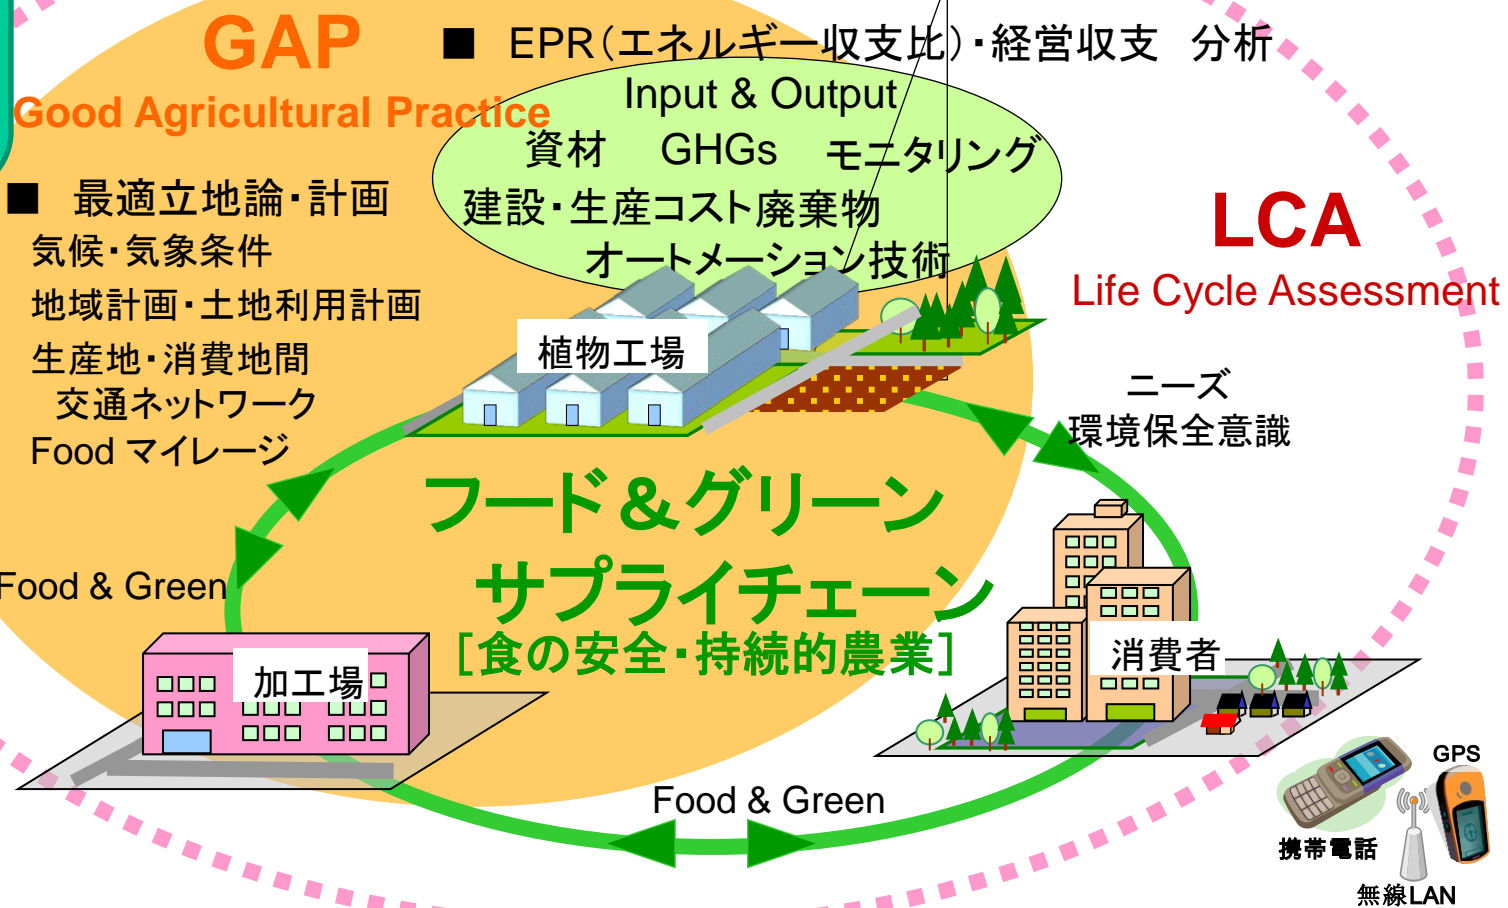 GAP
Good Agricultural Practice
■ EPR(エネルギー収支比)・経営収支 分析
Input & Output
資材 GHGs モニタリング
建設・生産コスト廃棄物
オートメーション技術
■ 最適立地論・計画
気候・気象条件
地域計画・土地利用計画
生産地・消費地間
交通ネットワーク
Food マイレージ
LCA
Life Cycle Assessment
植物工場
ニーズ
環境保全意識
フード&グリーン
サプライチェーン
[食の安全・持続的農業]
Food & Green
加工場
消費者
Food & Green
GPS
携帯電話
無線LAN